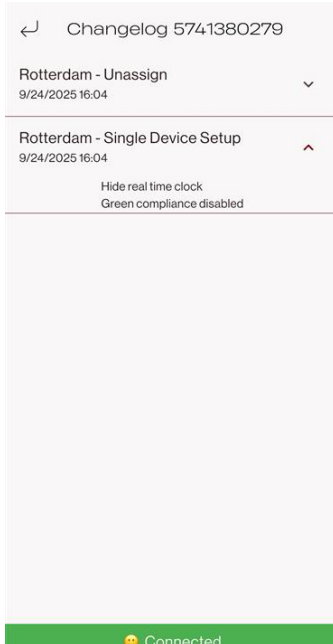 Changelog 5741380279
Rotterdam - Unassign
9/24/2025 16:04
Rotterdam - Single Device Setup
9/24/2025 16:04
Hide real time clock
Green compliance disabled
Connected